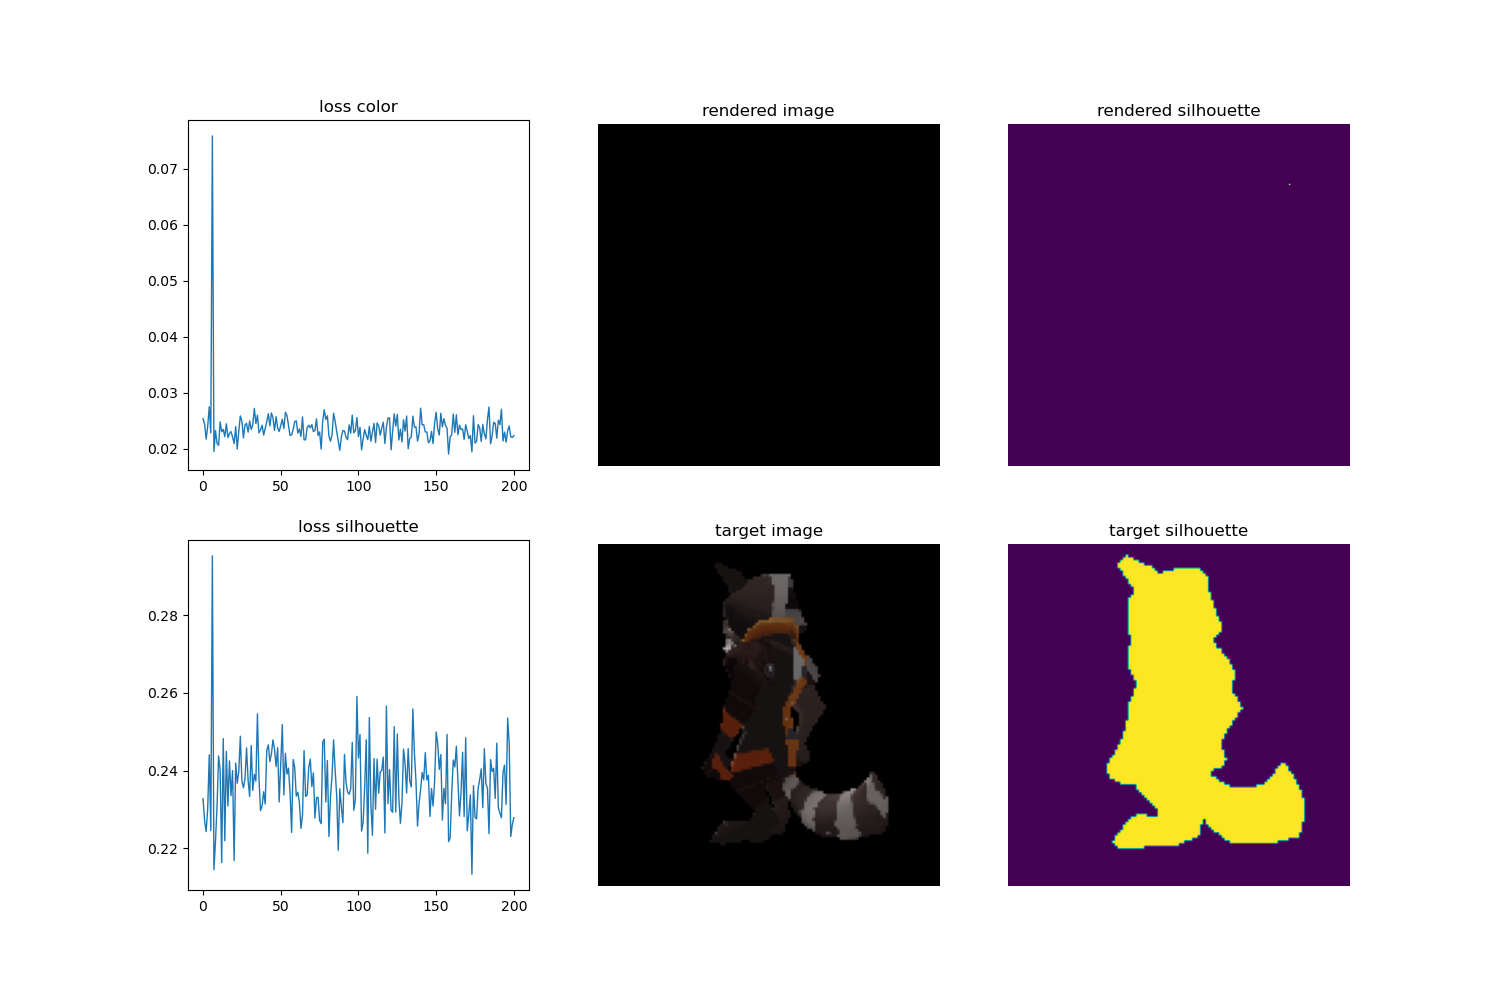 loss color
0.07
0.06
0.05
0.04
0.03
0.02
0 50 100 150 200
rendered image
rendered silhouette
loss silhouette
0.28
0.26
0.24
0.22
0 50 100 150 200
target image
target silhouette